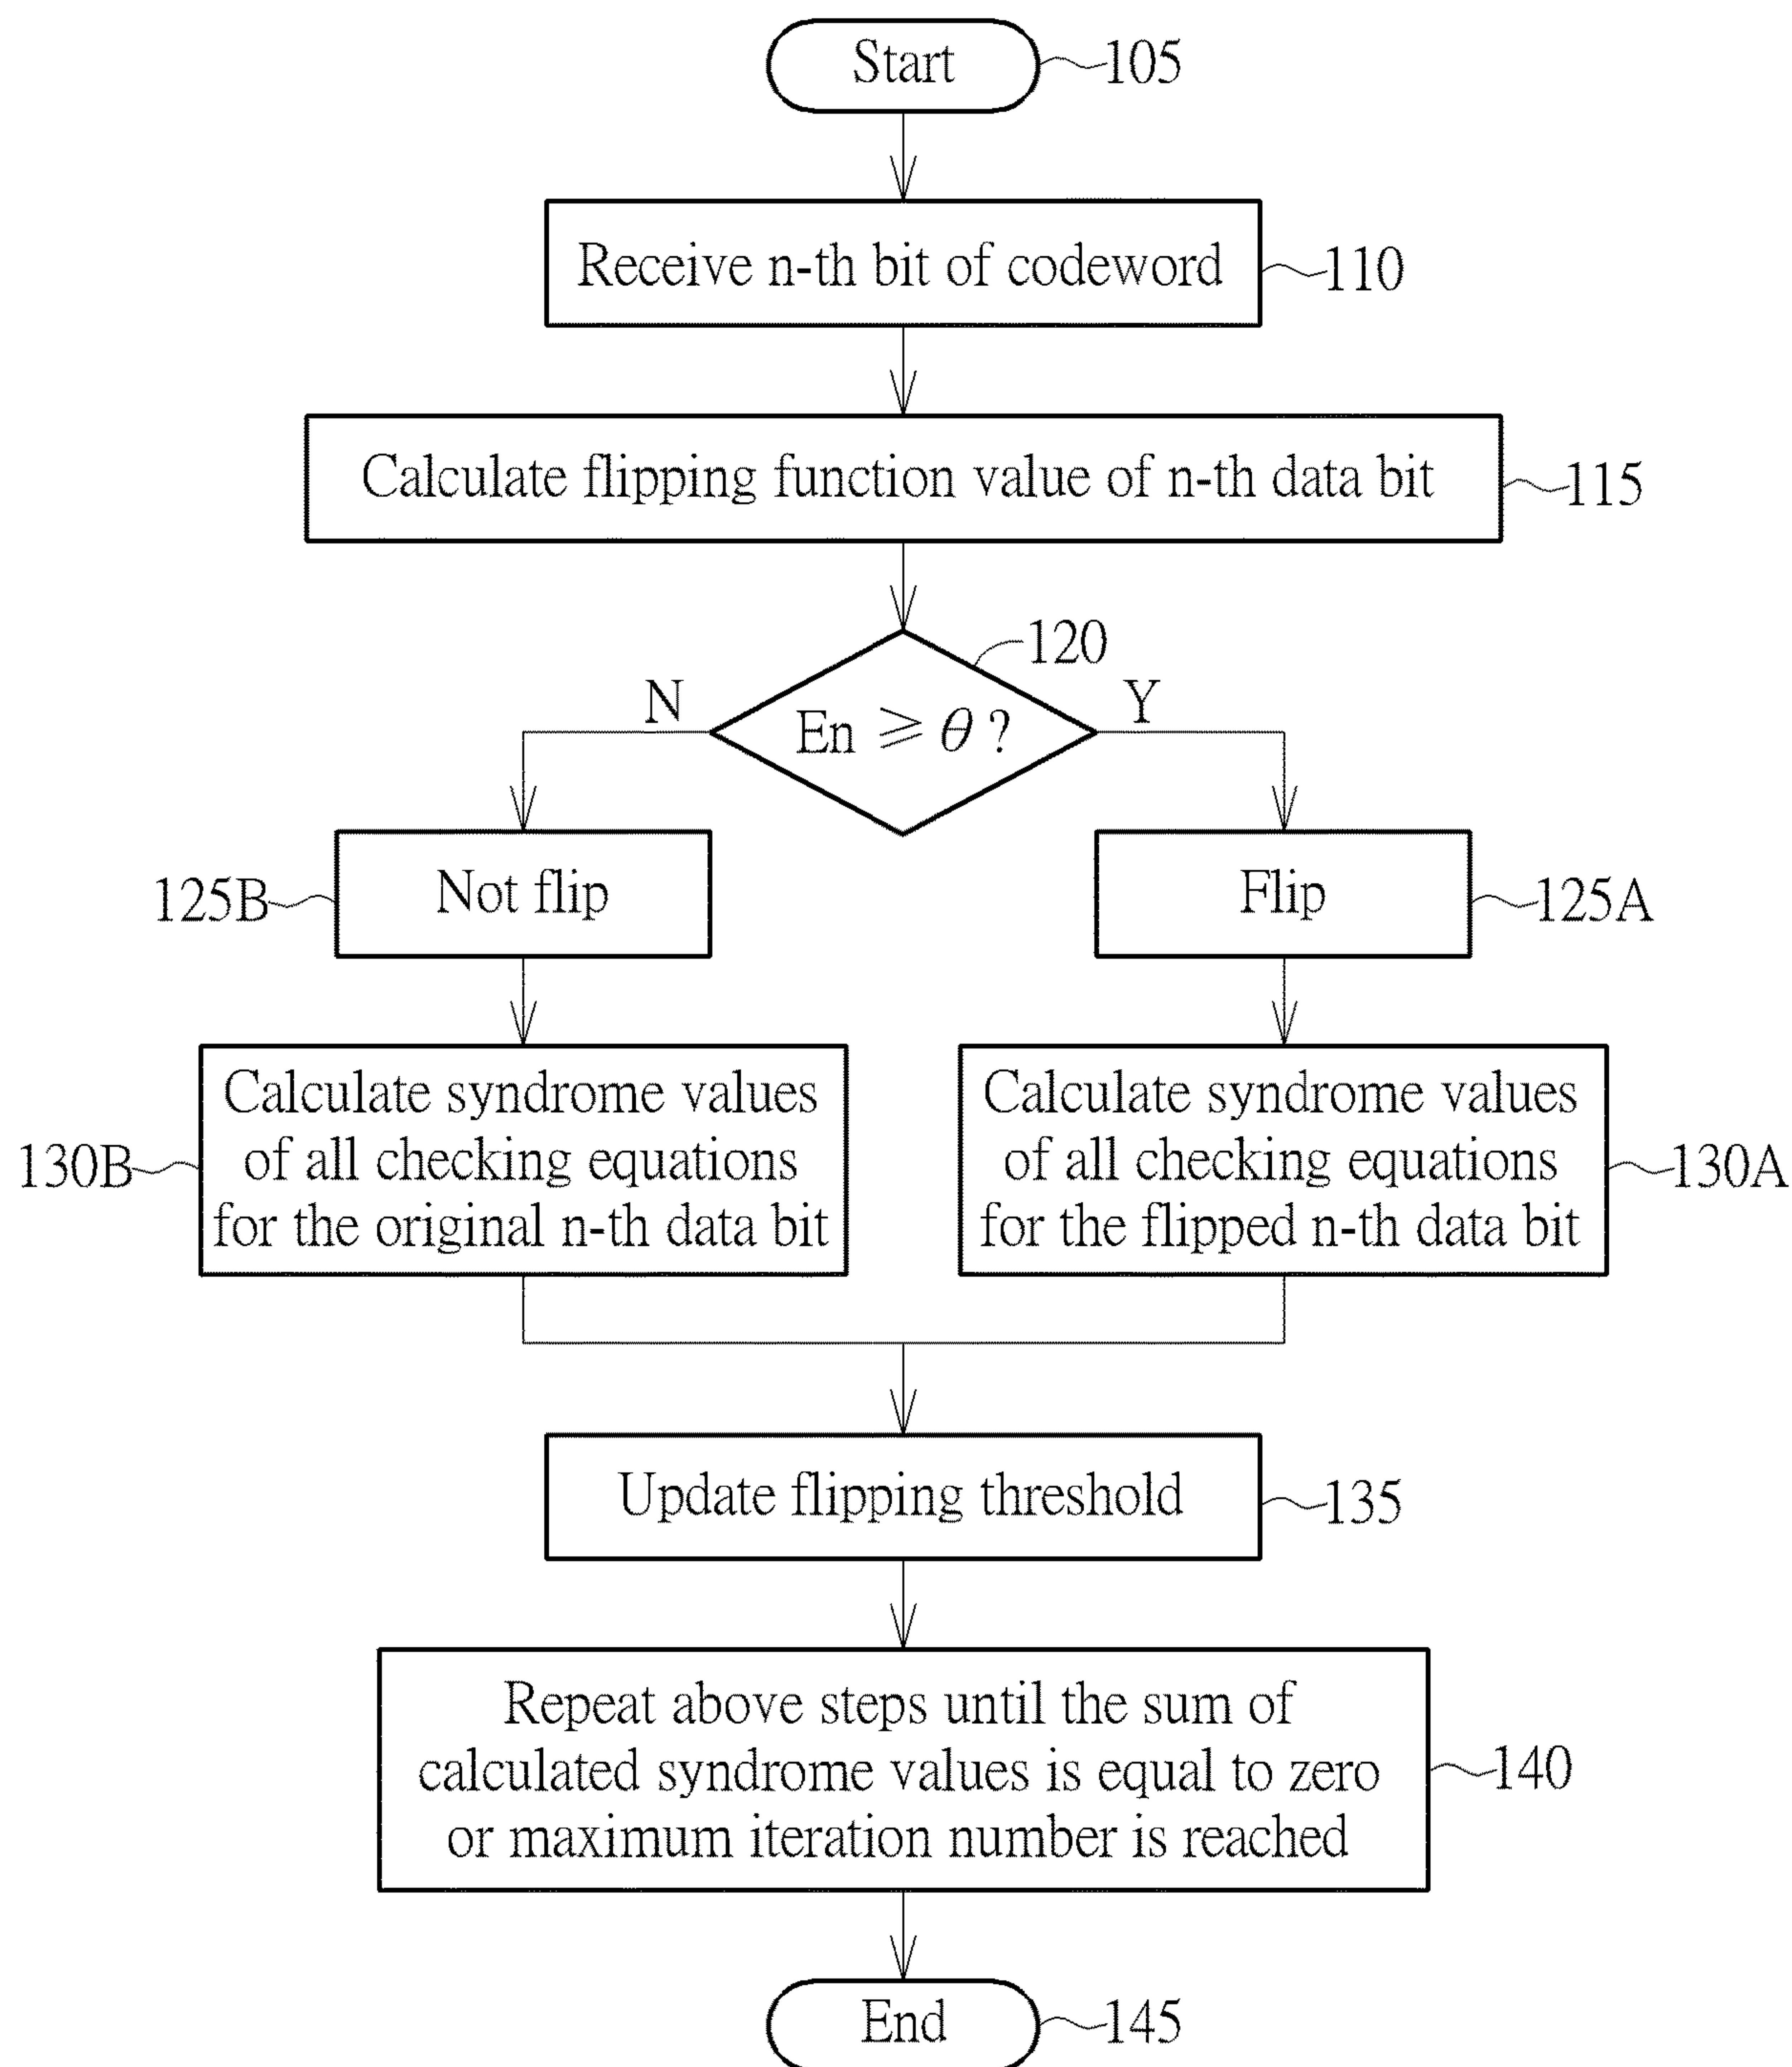 Start
105
Receive n-th bit of codeword
110
Calculate flipping function value of n-th data bit
115
120
N
En ≥ θ ?
Y
125B
Not flip
Flip
125A
130B
Calculate syndrome values
of all checking equations
for the original n-th data bit
Calculate syndrome values
of all checking equations
for the flipped n-th data bit
130A
Update flipping threshold
135
Repeat above steps until the sum of
calculated syndrome values is equal to zero
or maximum iteration number is reached
140
End
145